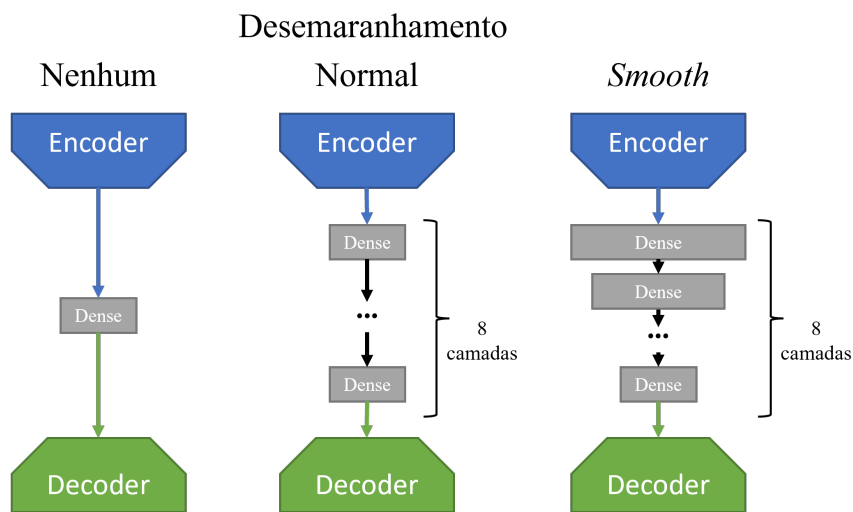 Desemaranhamento
Nenhum
Normal
Smooth
Encoder
Encoder
Encoder
Dense
Dense
...
Dense
8
camadas
Dense
Dense
...
Dense
8
camadas
Decoder
Decoder
Decoder